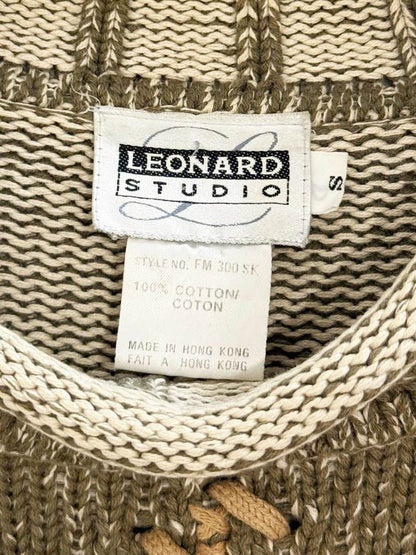 LEONARD
STUDIO
S
STYLE NO. FM 300 SK
100% COTTON/
COTON
MADE IN HONG KONG
FAIT A HONG KONG